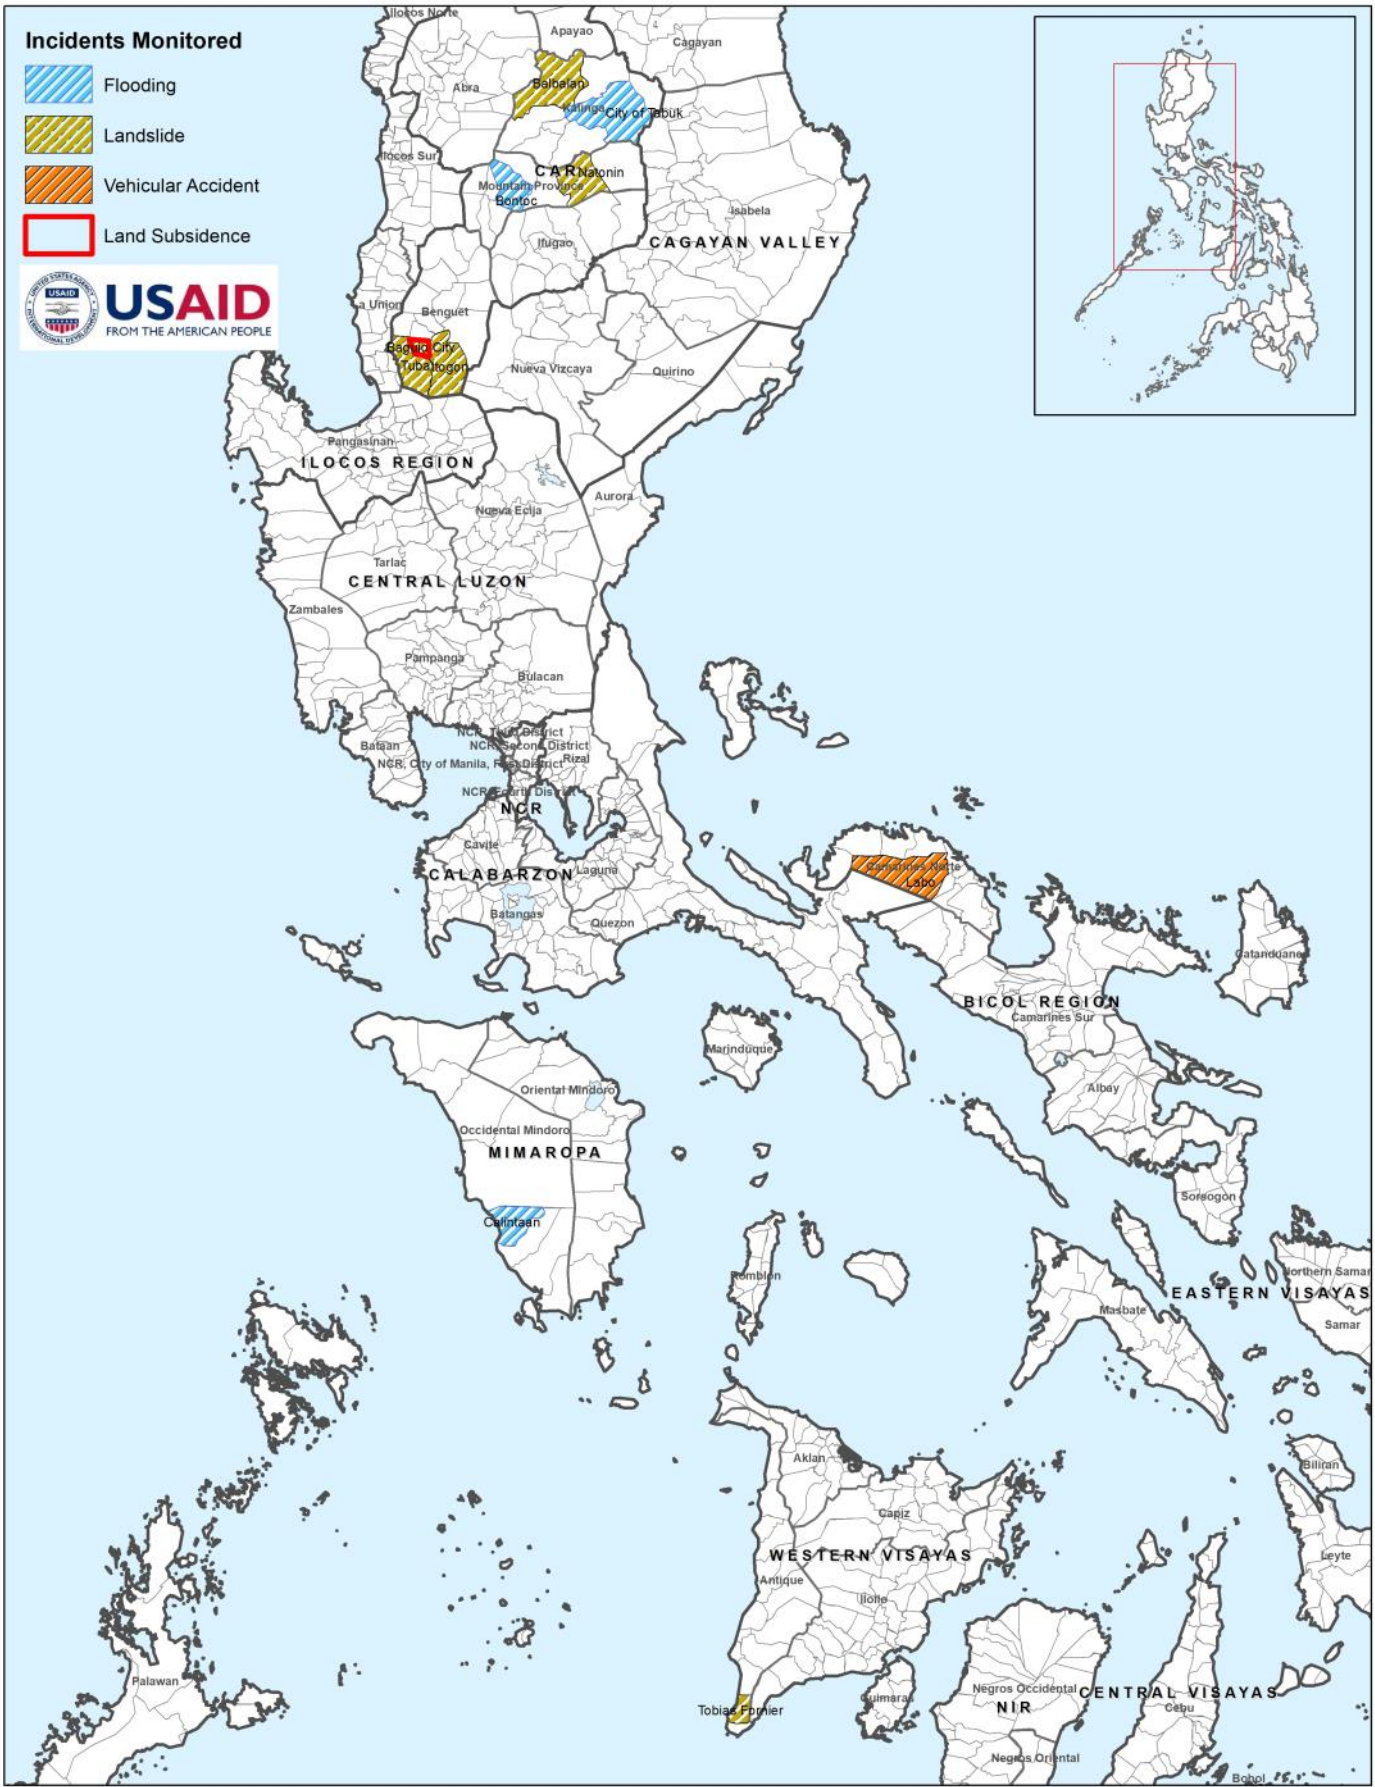 Incidents Monitored
Flooding
Landslide
Vehicular Accident
Land Subsidence
UNITED STATES AGENCY
USAID
INTERNATIONAL DEVELOPMENT
USAID
FROM THE AMERICAN PEOPLE
Ilocos Norte
Apayao
Cagayan
Abra
Balbalan
Kalinga
City of Tabuk
Ilocos Sur
CAR
Natonin
Mountain Province
Bontoc
Isabela
Ifugao
CAGAYAN VALLEY
La Union
Benguet
Baguio City
Tuba
Itogon
Nueva Vizcaya
Quirino
Pangasinan
ILOCOS REGION
Aurora
Nueva Ecija
Tarlac
CENTRAL LUZON
Zambales
Pampanga
Bulacan
NCR, Third District
Bataan
NCR, Second District
Rizal
NCR, City of Manila, First District
NCR, Fourth District
NCR
Cavite
CALABARZON
Laguna
Camarines Norte
Labo
Batangas
Quezon
Catanduanes
BICOL REGION
Camarines Sur
Marinduque
Oriental Mindoro
Albay
Occidental Mindoro
MIMAROPA
Sorsogon
Calintaan
Romblon
Northern Samar
EASTERN VISAYAS
Masbate
Samar
Aklan
Biliran
Capiz
WESTERN VISAYAS
Leyte
Antique
Iloilo
Palawan
Negros Occidental
CENTRAL VISAYAS
Guimaras
NIR
Cebu
Tobias Fornier
Negros Oriental
Bohol